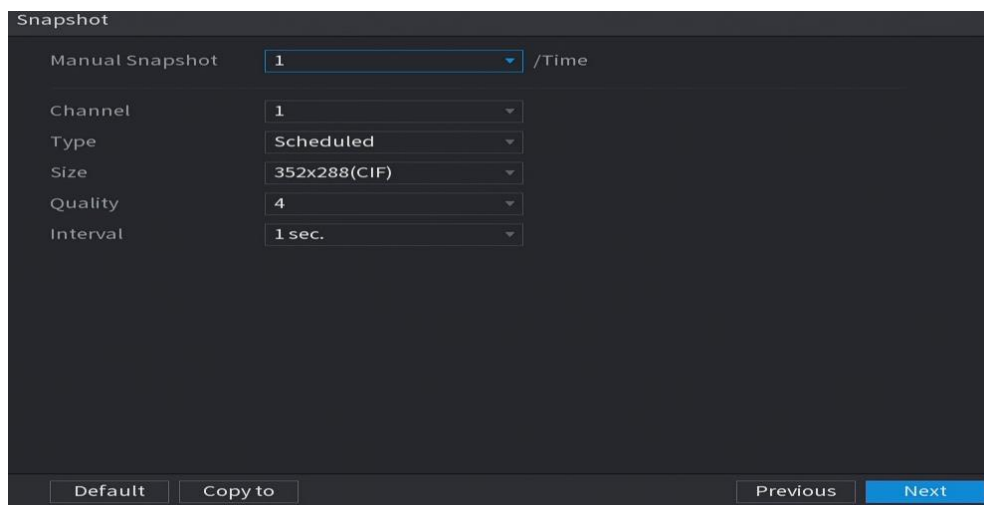 Snapshot
Manual Snapshot 1 /Time
Channel 1
Type Scheduled
Size 352x288(CIF)
Quality 4
Interval 1 sec.
Default Copy to Previous Next